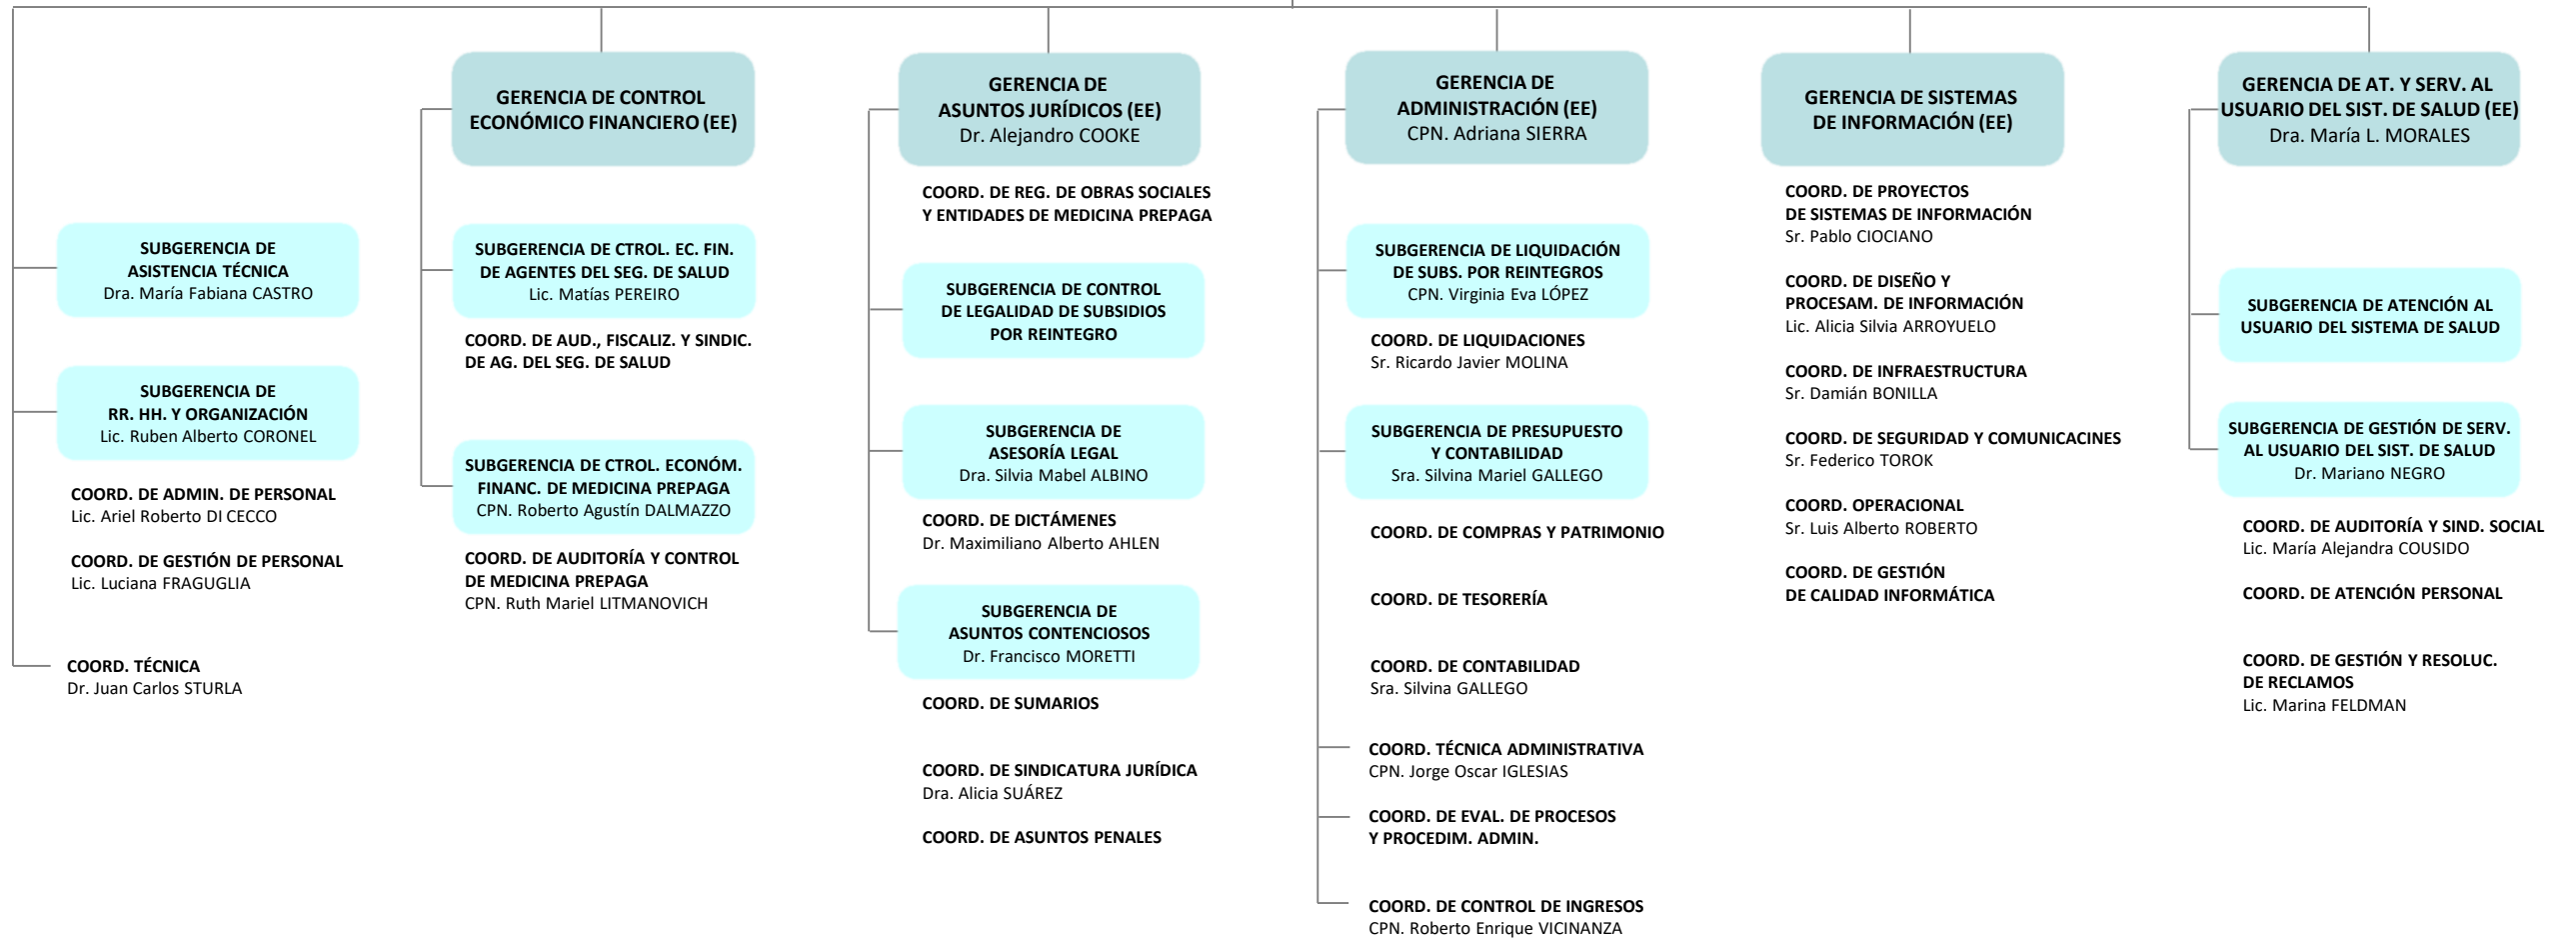 SUBGERENCIA DE
ASISTENCIA TÉCNICA
Dra. María Fabiana CASTRO
SUBGERENCIA DE
RR. HH. Y ORGANIZACIÓN
Lic. Ruben Alberto CORONEL
COORD. DE ADMIN. DE PERSONAL
Lic. Ariel Roberto DI CECCO
COORD. DE GESTIÓN DE PERSONAL
Lic. Luciana FRAGUGLIA
COORD. TÉCNICA
Dr. Juan Carlos STURLA
GERENCIA DE CONTROL
ECONÓMICO FINANCIERO (EE)
SUBGERENCIA DE CTROL. EC. FIN.
DE AGENTES DEL SEG. DE SALUD
Lic. Matías PEREIRO
COORD. DE AUD., FISCALIZ. Y SINDIC.
DE AG. DEL SEG. DE SALUD
SUBGERENCIA DE CTROL. ECONÓM.
FINANC. DE MEDICINA PREPAGA
CPN. Roberto Agustín DALMAZZO
COORD. DE AUDITORÍA Y CONTROL
DE MEDICINA PREPAGA
CPN. Ruth Mariel LITMANOVICH
GERENCIA DE
ASUNTOS JURÍDICOS (EE)
Dr. Alejandro COOKE
COORD. DE REG. DE OBRAS SOCIALES
Y ENTIDADES DE MEDICINA PREPAGA
SUBGERENCIA DE CONTROL
DE LEGALIDAD DE SUBSIDIOS
POR REINTEGRO
SUBGERENCIA DE
ASESORÍA LEGAL
Dra. Silvia Mabel ALBINO
COORD. DE DICTÁMENES
Dr. Maximiliano Alberto AHLEN
SUBGERENCIA DE
ASUNTOS CONTENCIOSOS
Dr. Francisco MORETTI
COORD. DE SUMARIOS
COORD. DE SINDICATURA JURÍDICA
Dra. Alicia SUÁREZ
COORD. DE ASUNTOS PENALES
GERENCIA DE
ADMINISTRACIÓN (EE)
CPN. Adriana SIERRA
SUBGERENCIA DE LIQUIDACIÓN
DE SUBS. POR REINTEGROS
CPN. Virginia Eva LÓPEZ
COORD. DE LIQUIDACIONES
Sr. Ricardo Javier MOLINA
SUBGERENCIA DE PRESUPUESTO
Y CONTABILIDAD
Sra. Silvina Mariel GALLEGO
COORD. DE COMPRAS Y PATRIMONIO
COORD. DE TESORERÍA
COORD. DE CONTABILIDAD
Sra. Silvina GALLEGO
COORD. TÉCNICA ADMINISTRATIVA
CPN. Jorge Oscar IGLESIAS
COORD. DE EVAL. DE PROCESOS
Y PROCEDIM. ADMIN.
COORD. DE CONTROL DE INGRESOS
CPN. Roberto Enrique VICINANZA
GERENCIA DE SISTEMAS
DE INFORMACIÓN (EE)
COORD. DE PROYECTOS
DE SISTEMAS DE INFORMACIÓN
Sr. Pablo CIOCIANO
COORD. DE DISEÑO Y
PROCESAM. DE INFORMACIÓN
Lic. Alicia Silvia ARROYUELO
COORD. DE INFRAESTRUCTURA
Sr. Damián BONILLA
COORD. DE SEGURIDAD Y COMUNICACINES
Sr. Federico TOROK
COORD. OPERACIONAL
Sr. Luis Alberto ROBERTO
COORD. DE GESTIÓN
DE CALIDAD INFORMÁTICA
GERENCIA DE AT. Y SERV. AL
USUARIO DEL SIST. DE SALUD (EE)
Dra. María L. MORALES
SUBGERENCIA DE ATENCIÓN AL
USUARIO DEL SISTEMA DE SALUD
SUBGERENCIA DE GESTIÓN DE SERV.
AL USUARIO DEL SIST. DE SALUD
Dr. Mariano NEGRO
COORD. DE AUDITORÍA Y SIND. SOCIAL
Lic. María Alejandra COUSIDO
COORD. DE ATENCIÓN PERSONAL
COORD. DE GESTIÓN Y RESOLUC.
DE RECLAMOS
Lic. Marina FELDMAN